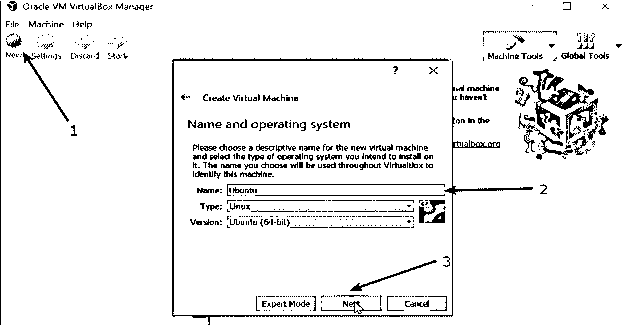 Oracle VM VirtualBox Manager
File Machine Help
New Settings Discard Start
Machine Tools Global Tools
1
? ×
Create Virtual Machine
Name and operating system
Please choose a descriptive name for the new virtual machine
and select the type of operating system you intend to install on
it. The name you choose will be used throughout VirtualBox to
identify this machine.
Name: Ubuntu
2
Type: Linux
Version: Ubuntu (64-bit)
3
Expert Mode Next Cancel
machine
haven't
in the